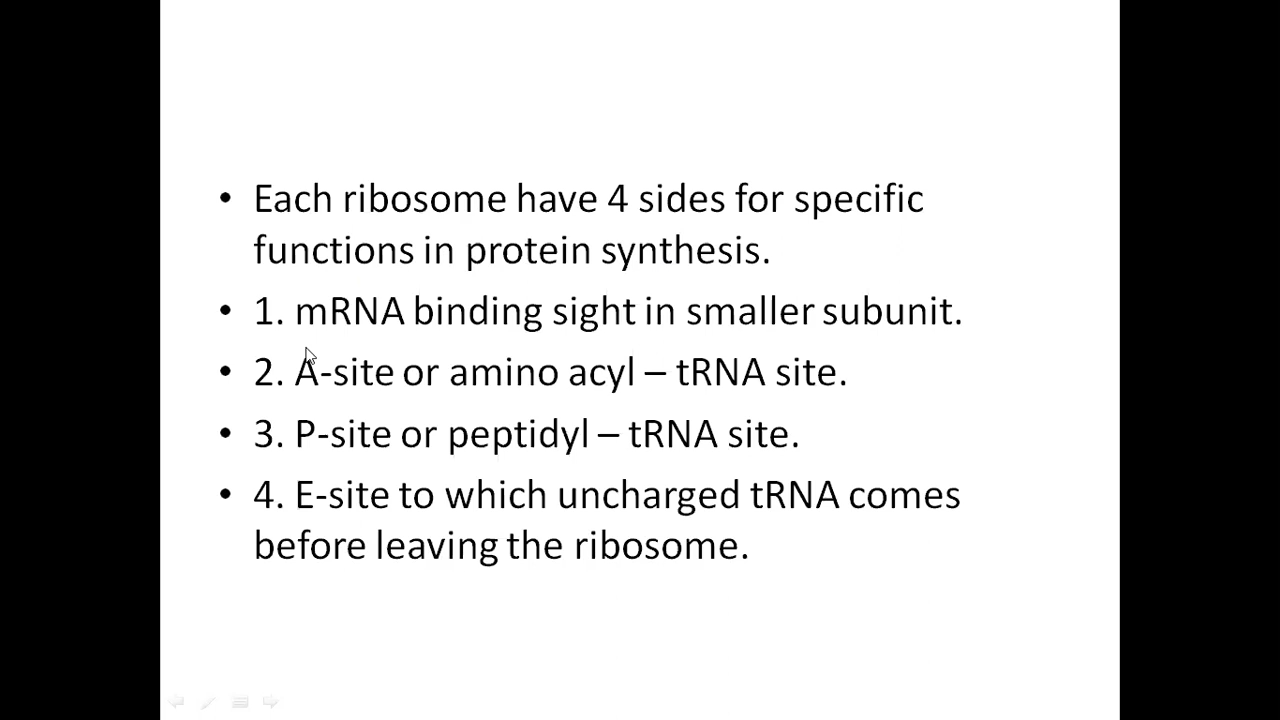 • Each ribosome have 4 sides for specific
functions in protein synthesis.
• 1. mRNA binding sight in smaller subunit.
• 2. A-site or amino acyl – tRNA site.
• 3. P-site or peptidyl – tRNA site.
• 4. E-site to which uncharged tRNA comes
before leaving the ribosome.